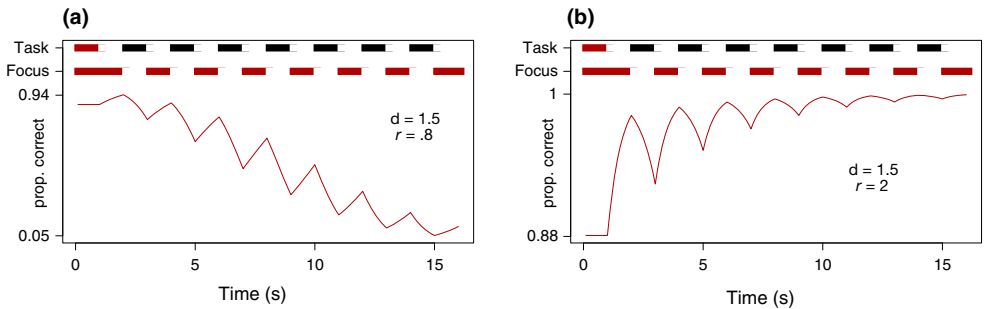 (a)
Task
Focus
0.94
d = 1.5
r = .8
prop. correct
0.05
0 5 10 15
Time (s)
(b)
Task
Focus
1
d = 1.5
r = 2
prop. correct
0.88
0 5 10 15
Time (s)